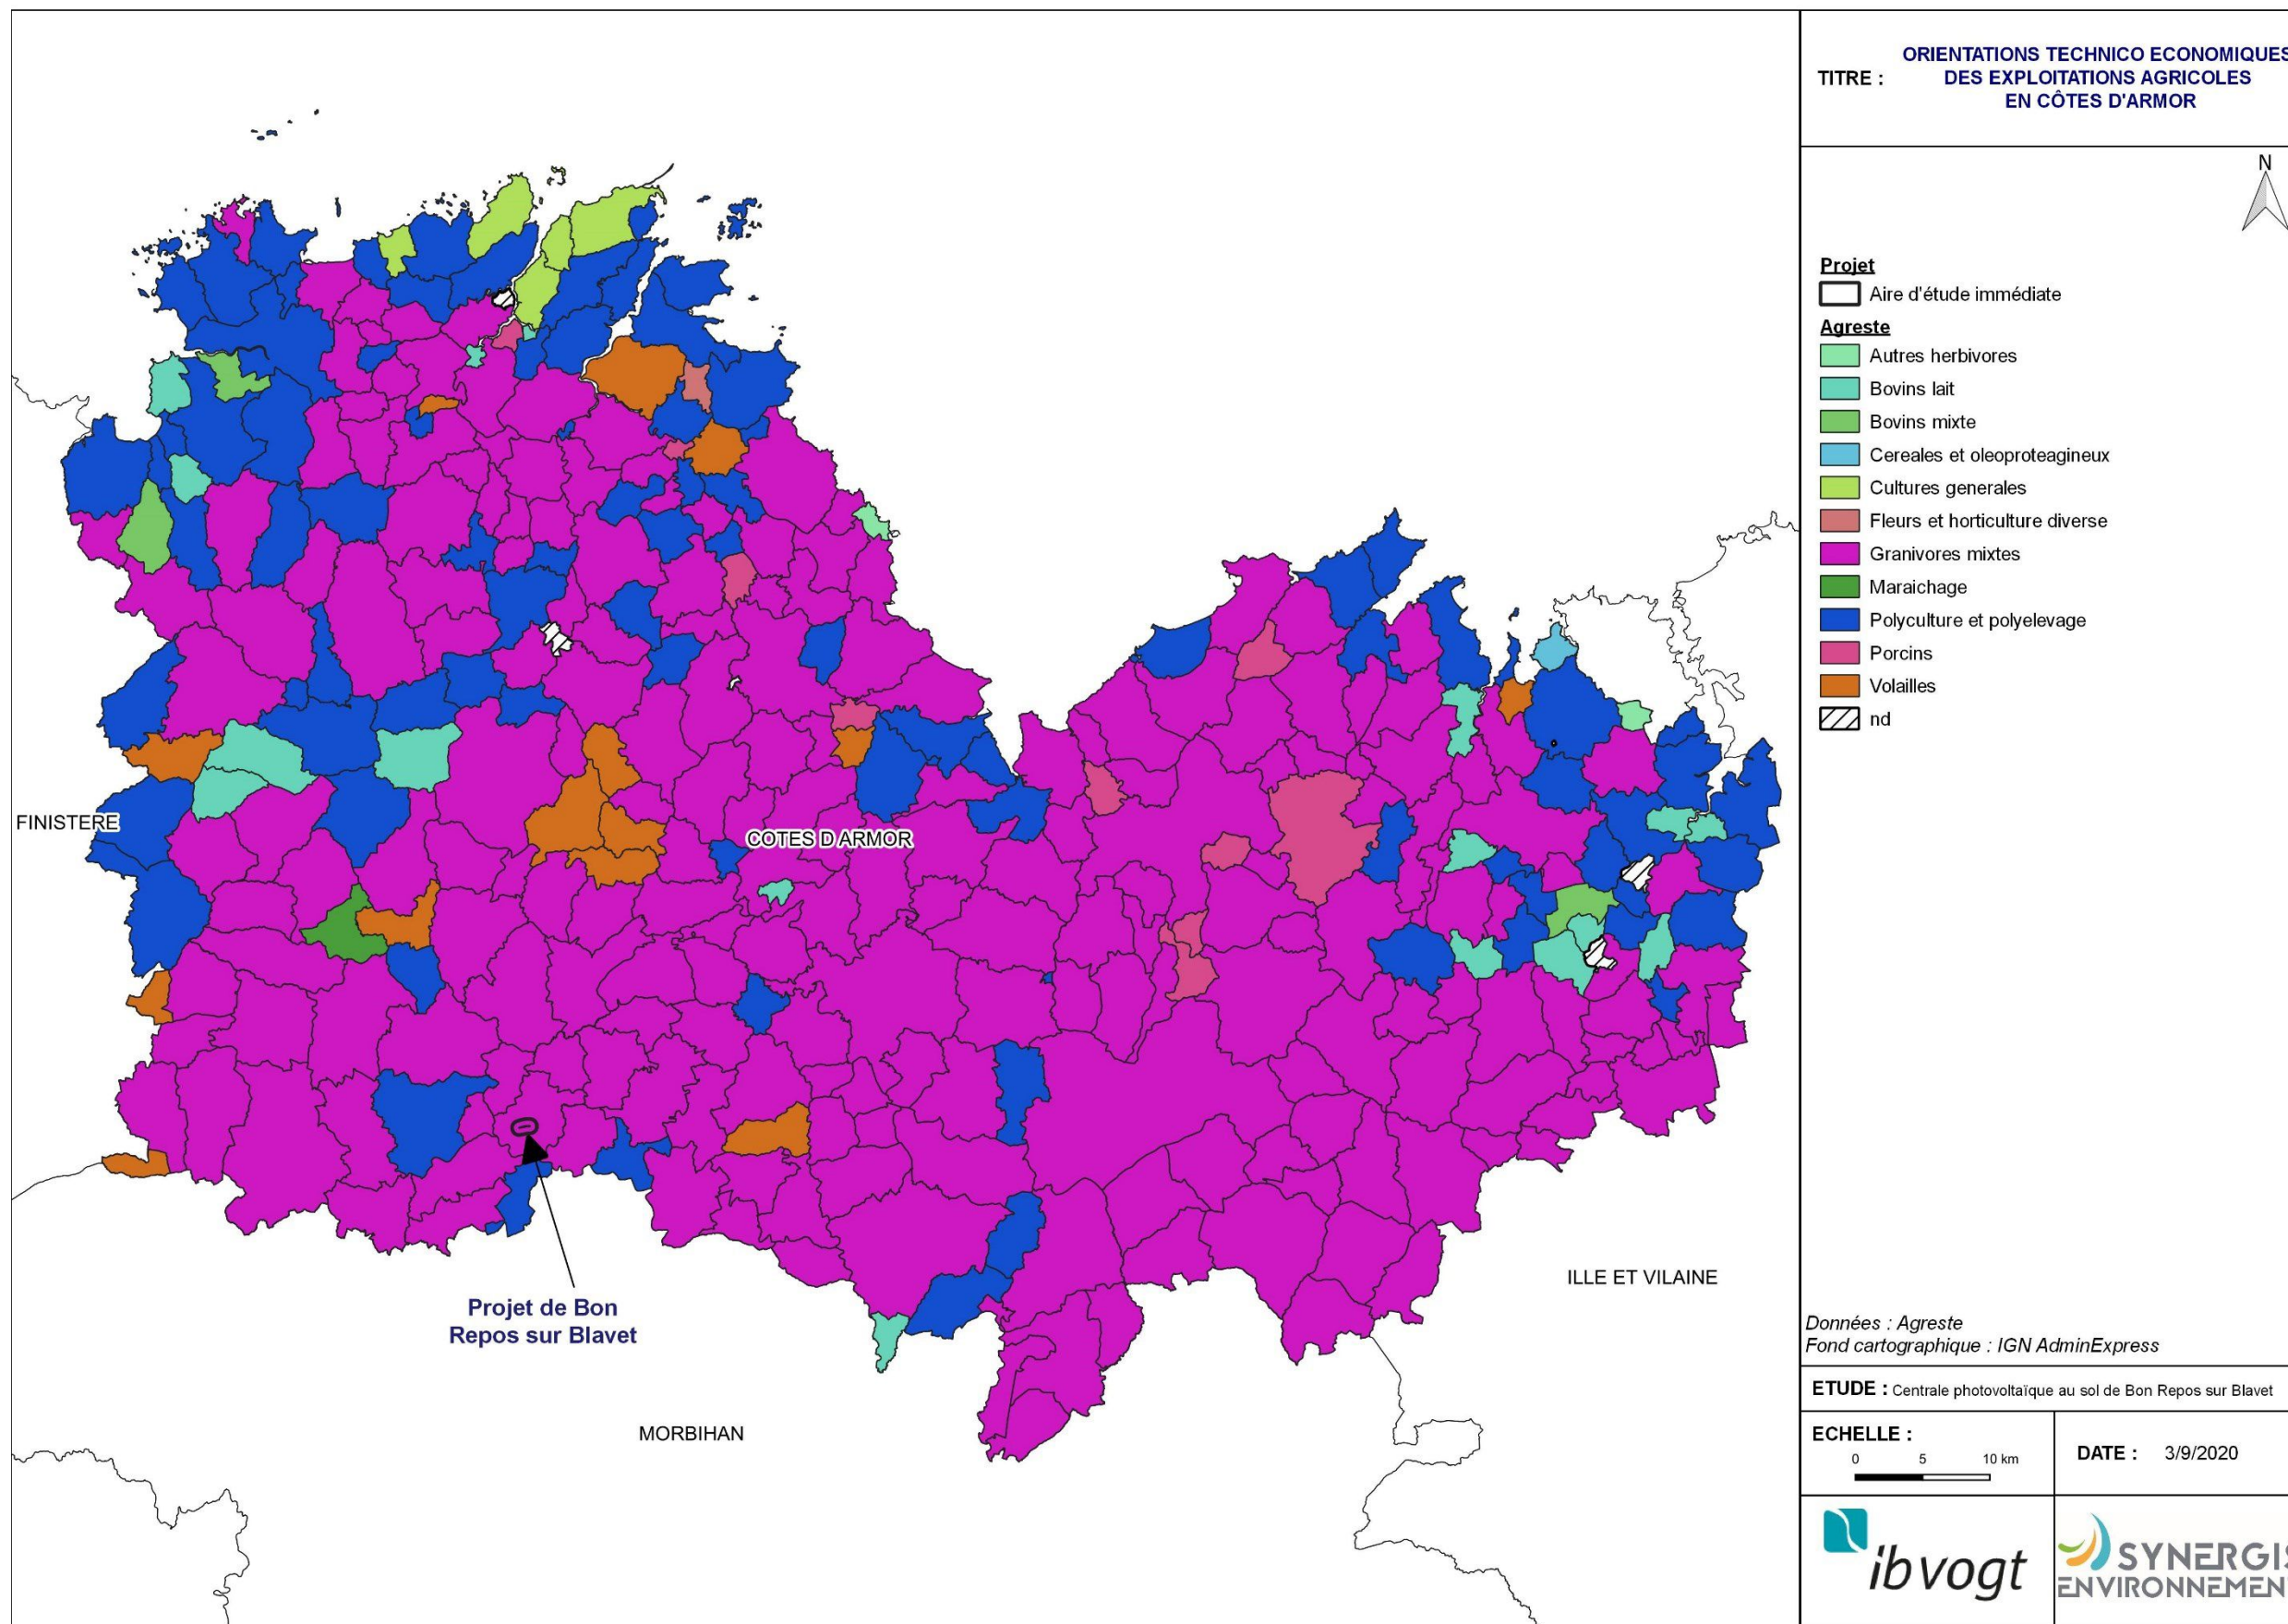 TITRE :
ORIENTATIONS TECHNICO ECONOMIQUES
DES EXPLOITATIONS AGRICOLES
EN CÔTES D'ARMOR
N
Projet
Aire d'étude immédiate
Agreste
Autres herbivores
Bovins lait
Bovins mixte
Cereales et oleoproteagineux
Cultures generales
Fleurs et horticulture diverse
Granivores mixtes
Maraichage
Polyculture et polyelevage
Porcins
Volailles
nd
FINISTERE
COTES D ARMOR
Projet de Bon
Repos sur Blavet
ILLE ET VILAINE
MORBIHAN
Données : Agreste
Fond cartographique : IGN AdminExpress
ETUDE : Centrale photovoltaïque au sol de Bon Repos sur Blavet
ECHELLE :
0 5 10 km
DATE : 3/9/2020
ib vogt
SYNERGIS
ENVIRONNEMEN